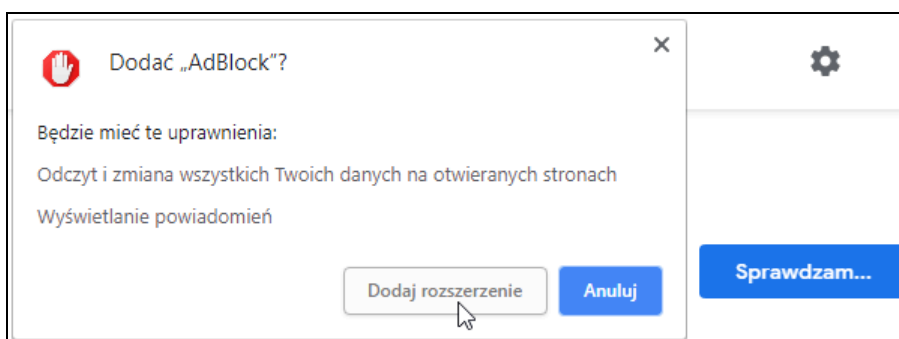 Dodać „AdBlock”?
Będzie mieć te uprawnienia:
Odczyt i zmiana wszystkich Twoich danych na otwieranych stronach
Wyświetlanie powiadomień
Dodaj rozszerzenie
Anuluj
Sprawdzam...